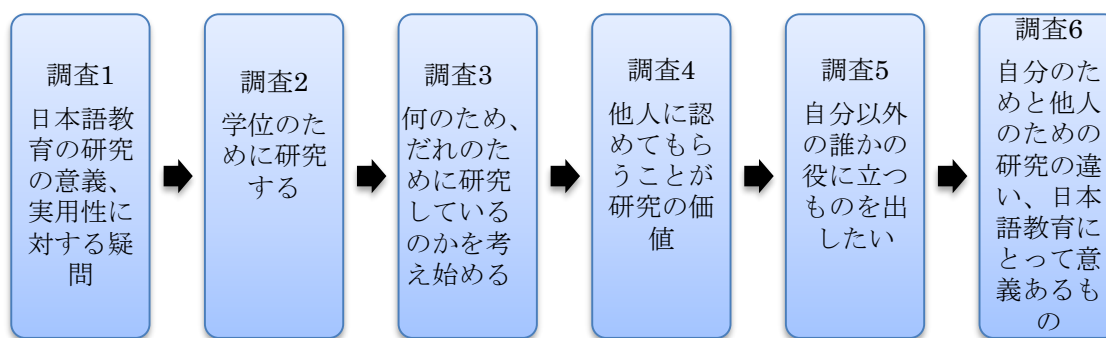 調査1
日本語教
育の研究
の意義、
実用性に
対する疑
問
調査2
学位のた
めに研究
する
調査3
何のため、
だれのた
めに研究
している
のかを考
え始める
調査4
他人に認
めてもら
うことが
研究の価
値
調査5
自分以外
の誰かの
役に立つ
ものを出
したい
調査6
自分のた
めと他人
のための
研究の違
い、日本
語教育に
とって意
義あるも
の